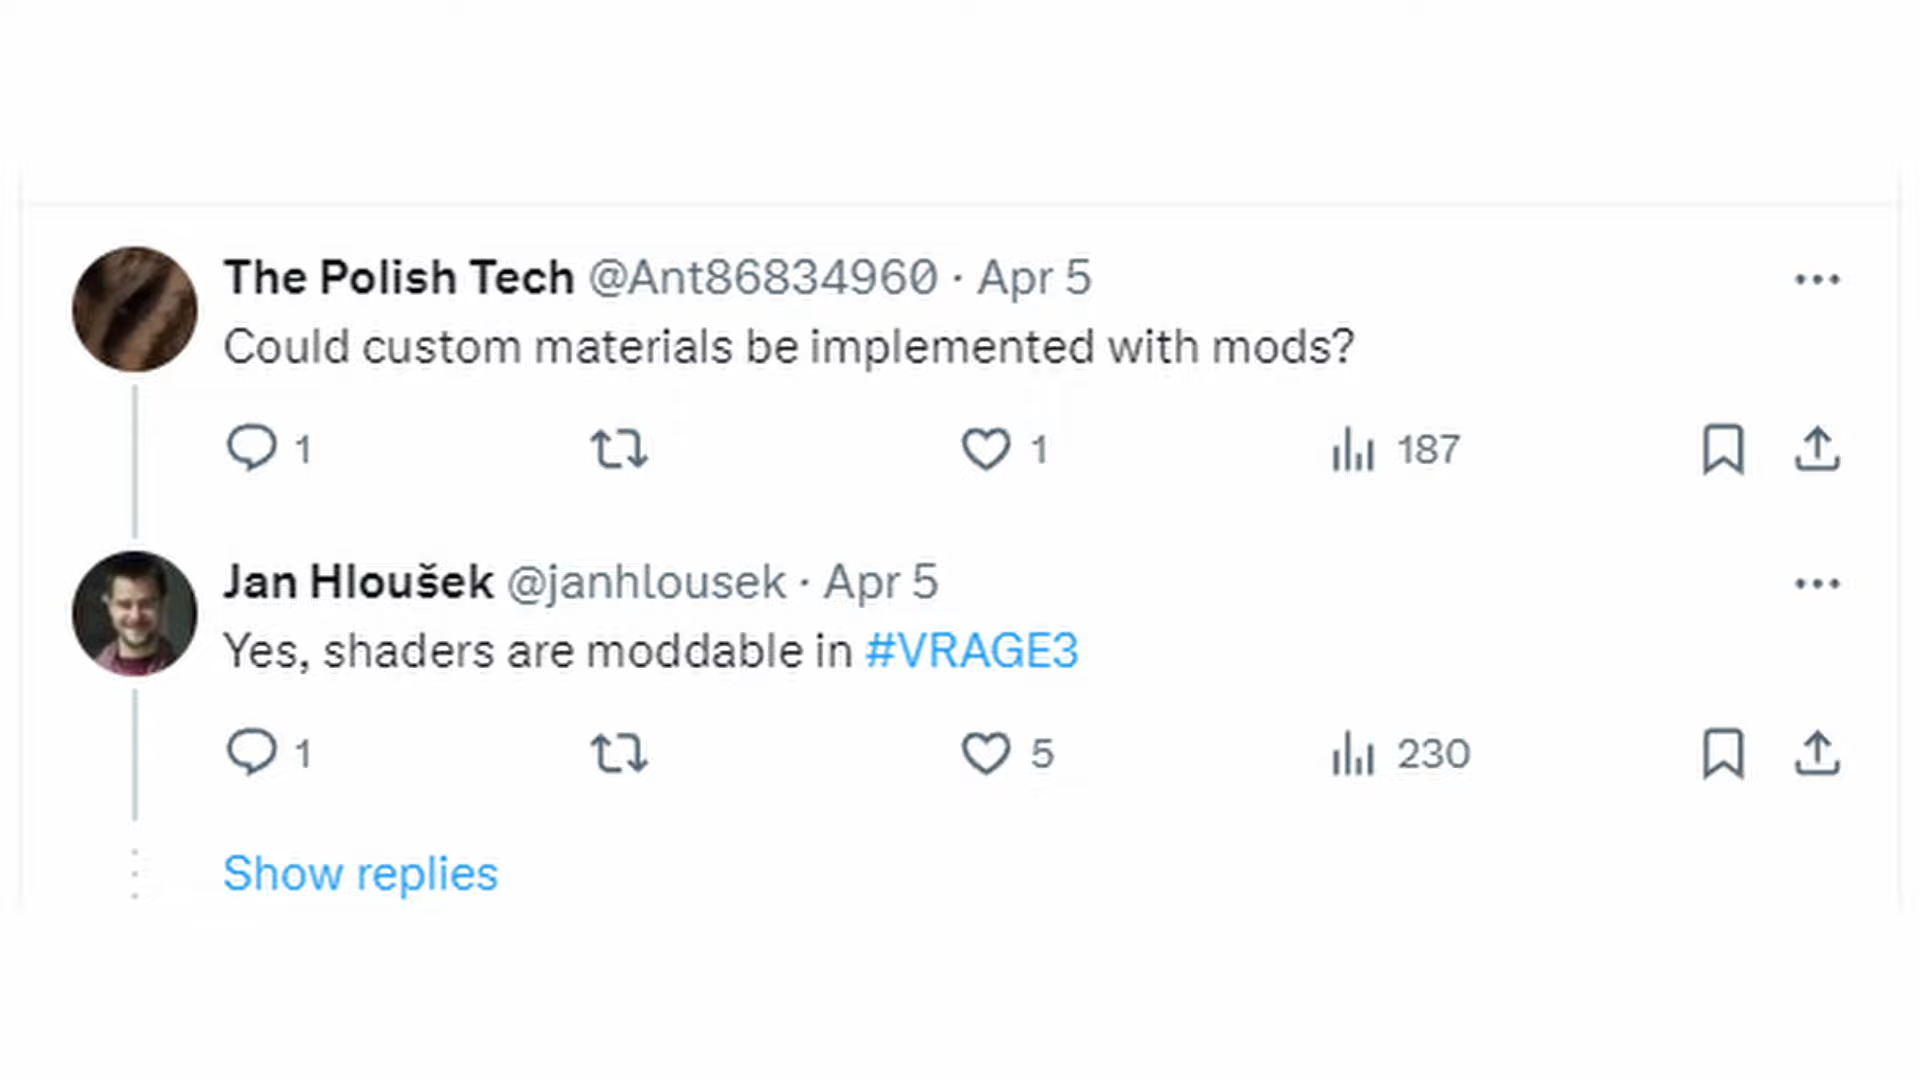 The Polish Tech @Ant86834960 · Apr 5
Could custom materials be implemented with mods?
1 1 187
Jan Hloušek @janhlousek · Apr 5
Yes, shaders are moddable in #VRAGE3
1 5 230
Show replies